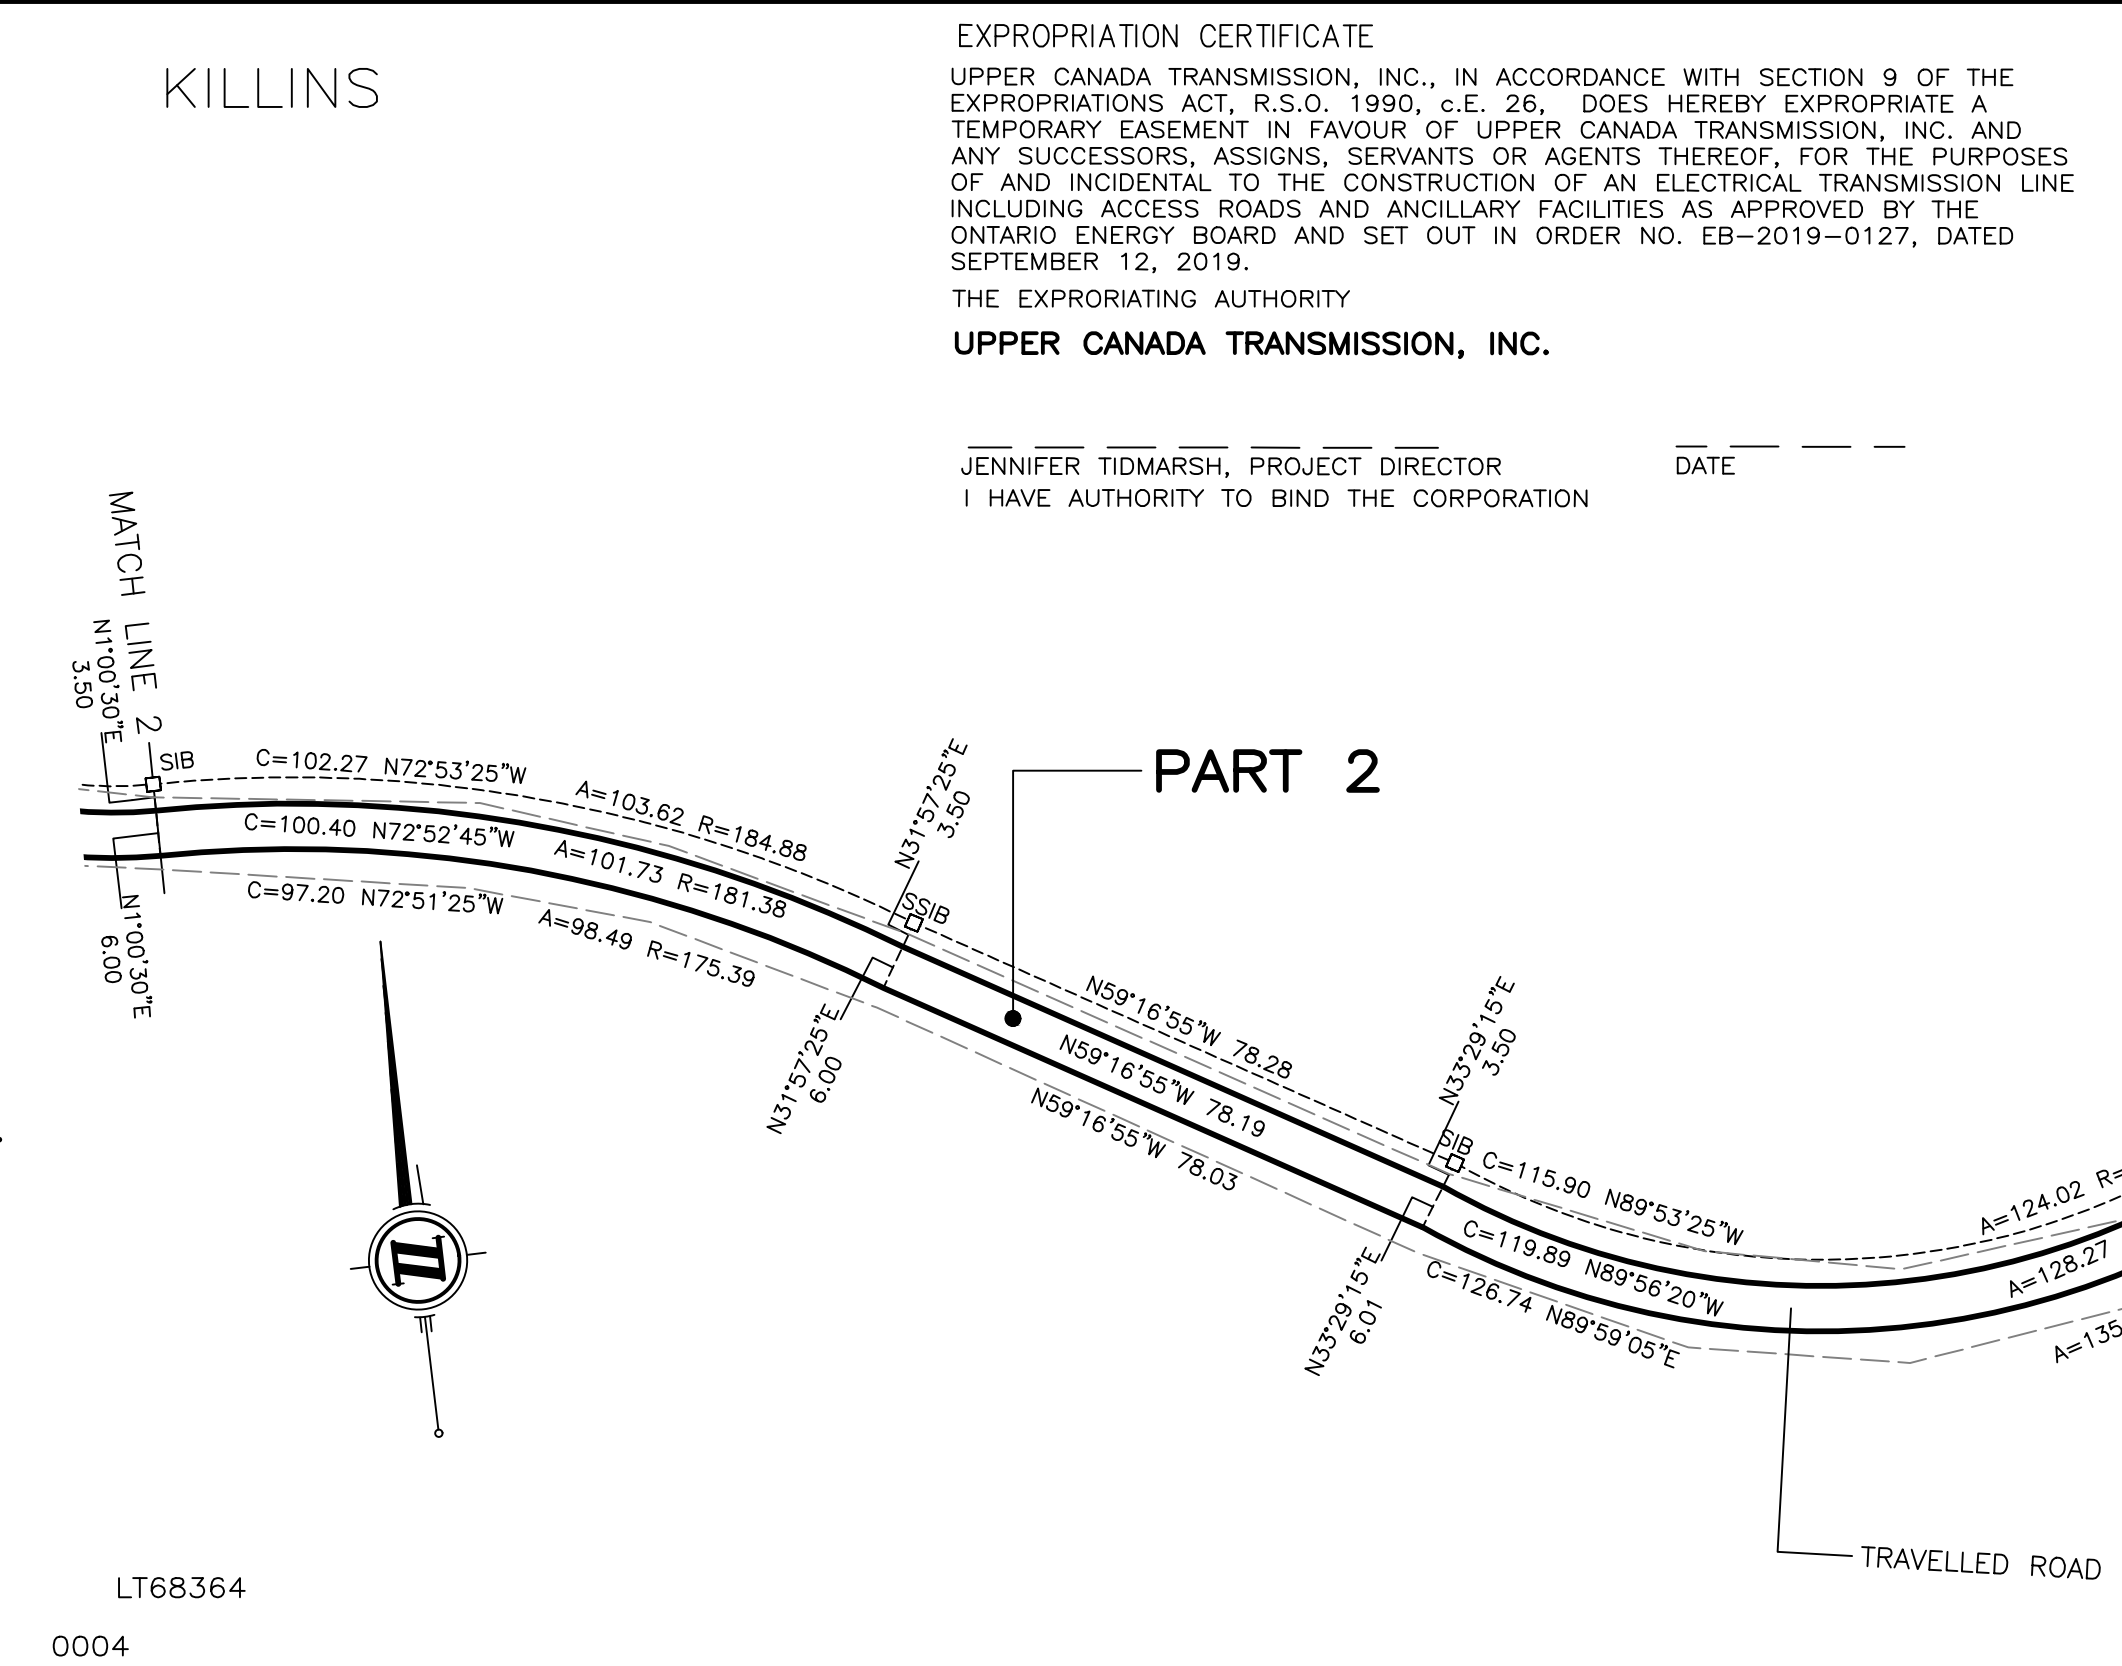 KILLINS
EXPROPRIATION CERTIFICATE
UPPER CANADA TRANSMISSION, INC., IN ACCORDANCE WITH SECTION 9 OF THE
EXPROPRIATIONS ACT, R.S.O. 1990, c.E. 26, DOES HEREBY EXPROPRIATE A
TEMPORARY EASEMENT IN FAVOUR OF UPPER CANADA TRANSMISSION, INC. AND
ANY SUCCESSORS, ASSIGNS, SERVANTS OR AGENTS THEREOF, FOR THE PURPOSES
OF AND INCIDENTAL TO THE CONSTRUCTION OF AN ELECTRICAL TRANSMISSION LINE
INCLUDING ACCESS ROADS AND ANCILLARY FACILITIES AS APPROVED BY THE
ONTARIO ENERGY BOARD AND SET OUT IN ORDER NO. EB-2019-0127, DATED
SEPTEMBER 12, 2019.
THE EXPRORIATING AUTHORITY
UPPER CANADA TRANSMISSION, INC.
JENNIFER TIDMARSH, PROJECT DIRECTOR
DATE
I HAVE AUTHORITY TO BIND THE CORPORATION
MATCH LINE 2
N1°00'30"E
3.50
SIB
C=102.27 N72°53'25"W
A=103.62 R=184.88
C=100.40 N72°52'45"W
A=101.73 R=181.38
C=97.20 N72°51'25"W
A=98.49 R=175.39
N1°00'30"E
6.00
N31°57'25"E
3.50
SSIB
N31°57'25"E
6.00
PART 2
N59°16'55"W 78.28
N59°16'55"W 78.19
N59°16'55"W 78.03
N33°29'15"E
3.50
SIB
N33°29'15"E
6.01
C=115.90 N89°53'25"W
A=124.02 R=
C=119.89 N89°56'20"W
A=128.27
C=126.74 N89°59'05"E
A=135
TRAVELLED ROAD
LT68364
0004